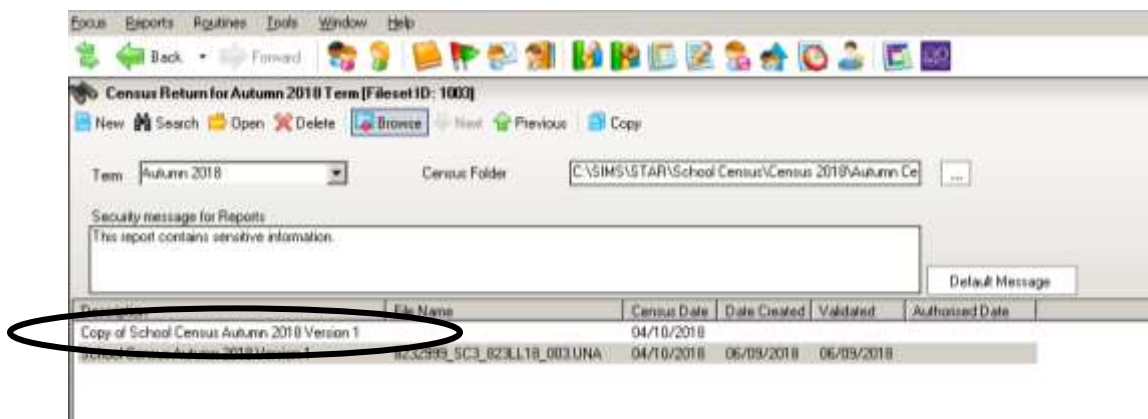 Focus Reports Routines Tools Window Help
Back Forward
Census Return for Autumn 2018 Term [Fileset ID: 1003]
New Search Open Delete Browse Next Previous Copy
Term Autumn 2018 Census Folder C:\SIMS\STAR\School Census\Census 2018\Autumn Ce ...
Security message for Reports
This report contains sensitive information.
Default Message
Description File Name Census Date Date Created Validated Authorised Date
Copy of School Census Autumn 2018 Version 1 04/10/2018
School Census Autumn 2018 Version 1 8232999_SC3_823LL18_003.UNA 04/10/2018 06/09/2018 06/09/2018